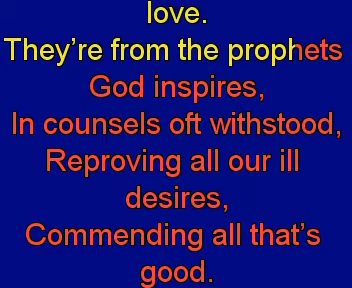 love.
They’re from the prophets
God inspires,
In counsels oft withstood,
Reproving all our ill
desires,
Commending all that’s
good.